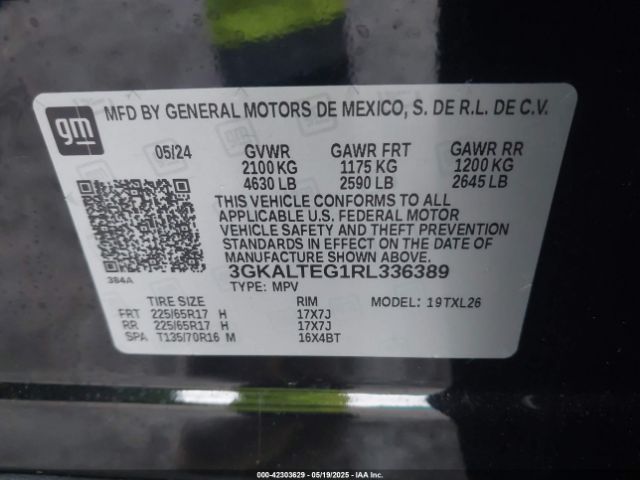 gm
MFD BY GENERAL MOTORS DE MEXICO, S. DE R.L. DE C.V.
05/24 GVWR GAWR FRT GAWR RR
2100 KG 1175 KG 1200 KG
4630 LB 2590 LB 2645 LB
THIS VEHICLE CONFORMS TO ALL
APPLICABLE U.S. FEDERAL MOTOR
VEHICLE SAFETY AND THEFT PREVENTION
STANDARDS IN EFFECT ON THE DATE OF
MANUFACTURE SHOWN ABOVE.
3GKALTEG1RL336389
384A
TYPE: MPV
TIRE SIZE RIM MODEL: 19TXL26
FRT 225/65R17 H 17X7J
RR 225/65R17 H 17X7J
SPA T135/70R16 M 16X4BT
000-42303629 - 05/19/2025 - IAA Inc.